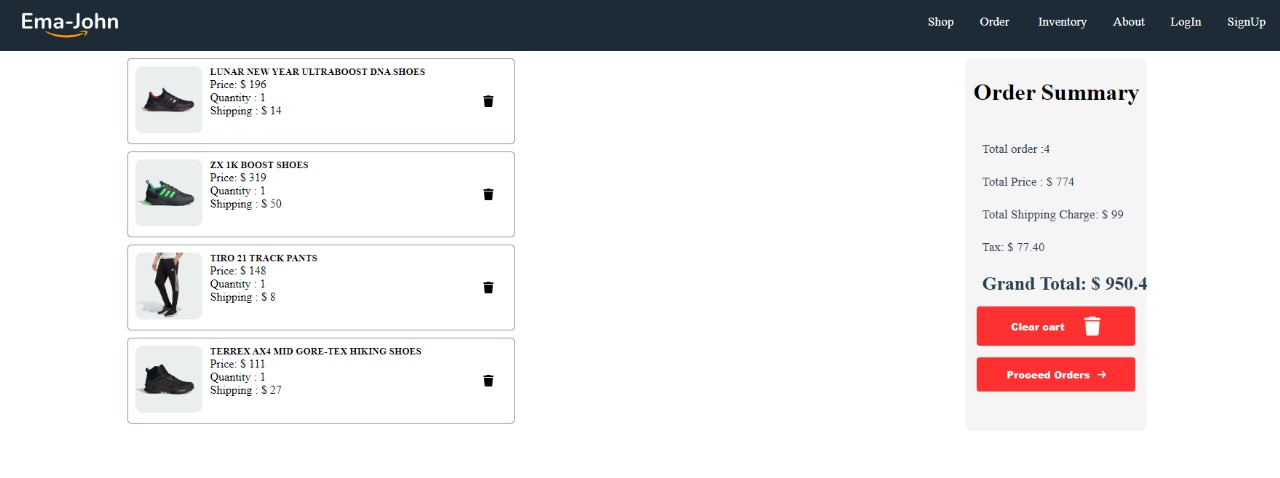 Ema-John
Shop Order Inventory About LogIn SignUp
LUNAR NEW YEAR ULTRABOOST DNA SHOES
Price: $ 196
Quantity : 1
Shipping : $ 14
ZX 1K BOOST SHOES
Price: $ 319
Quantity : 1
Shipping : $ 50
TIRO 21 TRACK PANTS
Price: $ 148
Quantity : 1
Shipping : $ 8
TERREX AX4 MID GORE-TEX HIKING SHOES
Price: $ 111
Quantity : 1
Shipping : $ 27
Order Summary
Total order :4
Total Price : $ 774
Total Shipping Charge: $ 99
Tax: $ 77.40
Grand Total: $ 950.4
Clear cart
Proceed Orders →